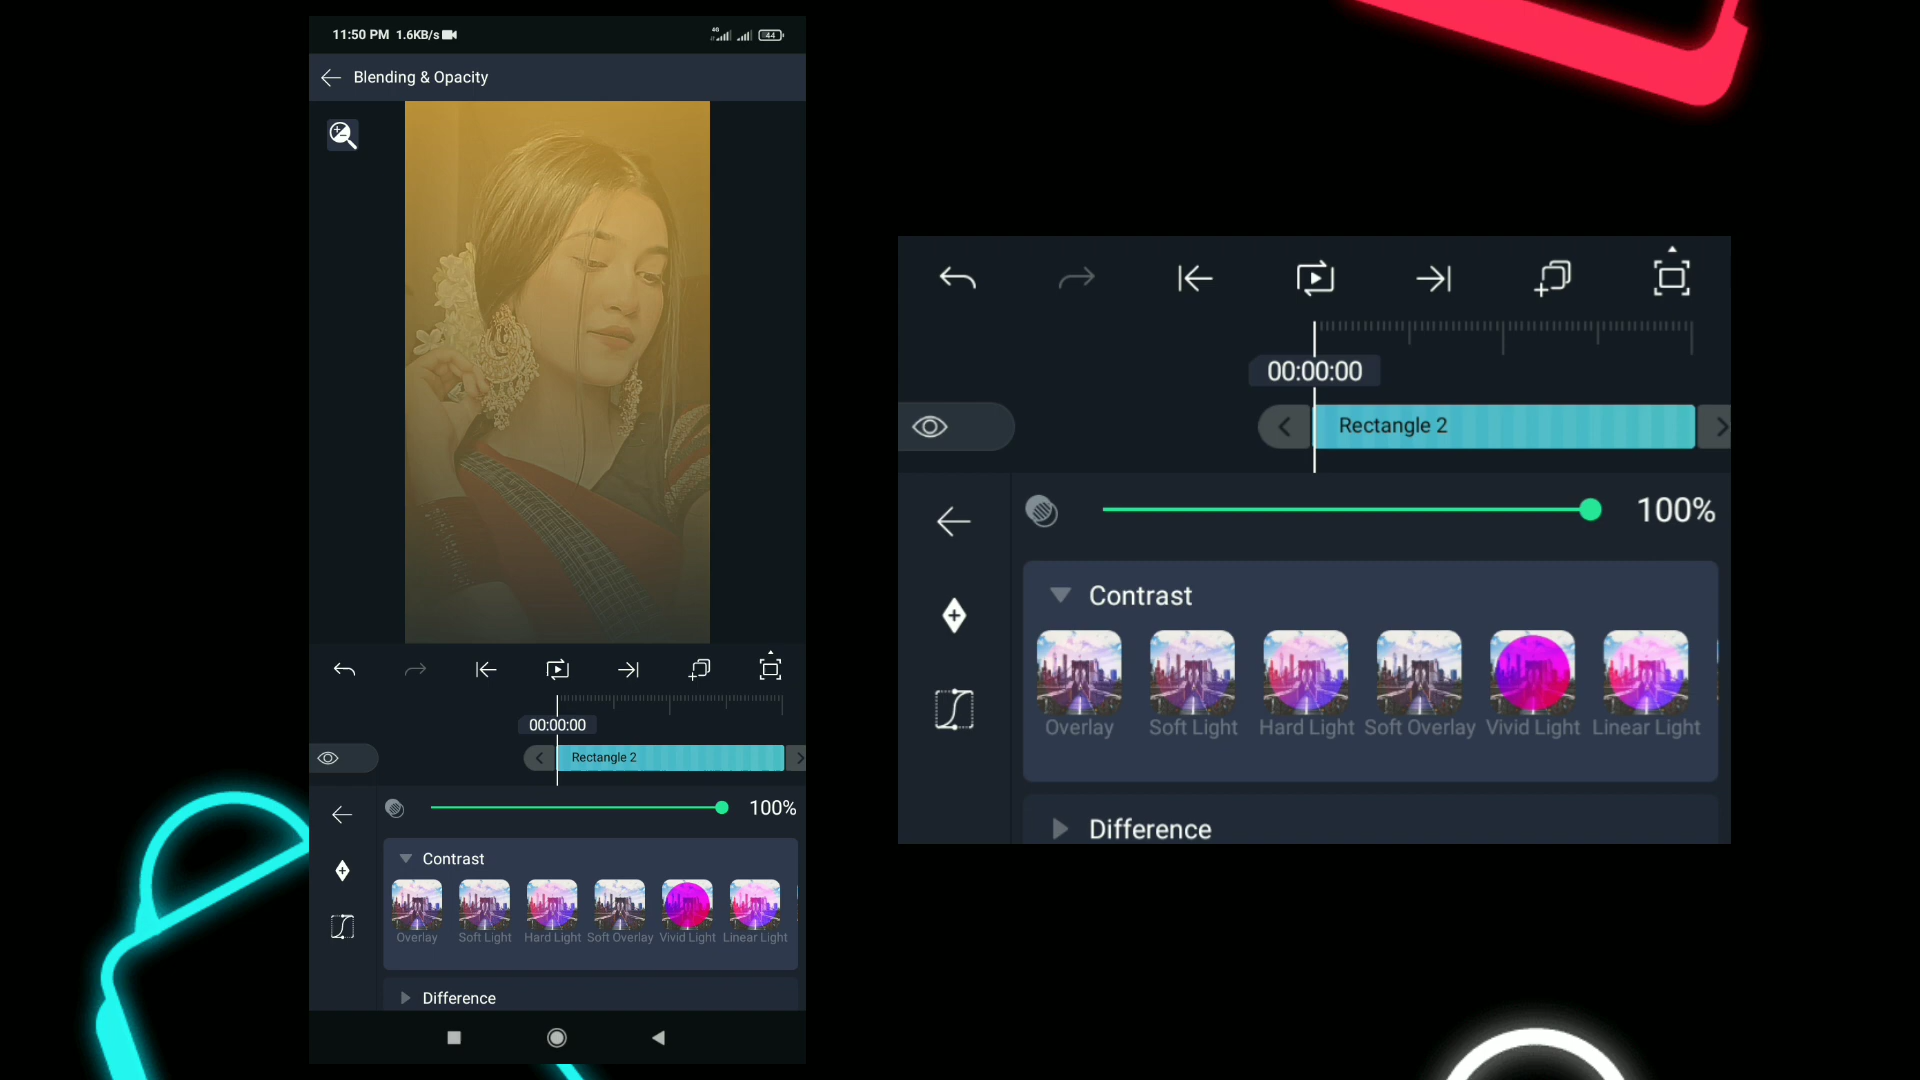 11:50 PM 1.6KB/s 4G 44
Blending & Opacity
00:00:00
Rectangle 2
100%
Contrast
Overlay Soft Light Hard Light Soft Overlay Vivid Light Linear Light
Difference
00:00:00
Rectangle 2
100%
Contrast
Overlay Soft Light Hard Light Soft Overlay Vivid Light Linear Light
Difference